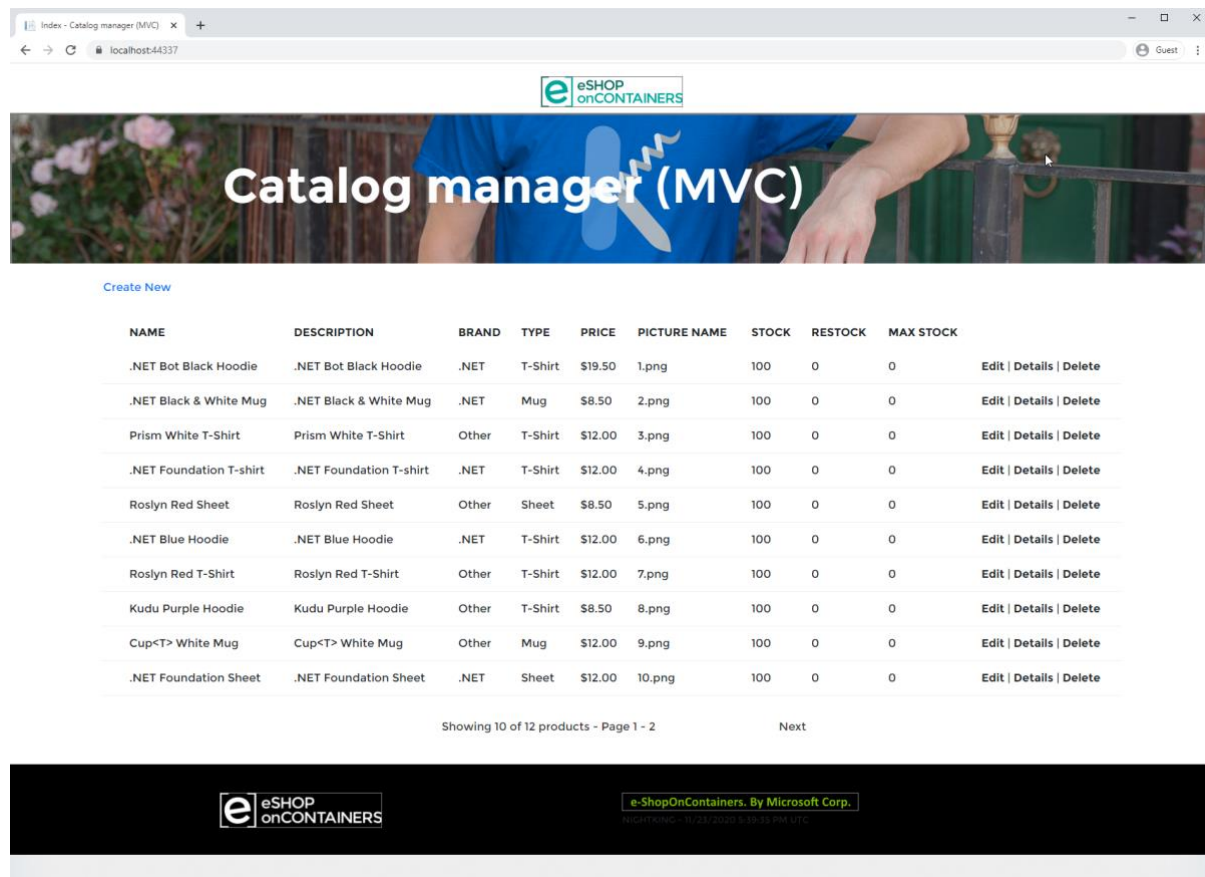 Index - Catalog manager (MVC)
localhost:44337
Guest
eSHOP
onCONTAINERS
Catalog manager (MVC)
Create New
NAME DESCRIPTION BRAND TYPE PRICE PICTURE NAME STOCK RESTOCK MAX STOCK
.NET Bot Black Hoodie .NET Bot Black Hoodie .NET T-Shirt $19.50 1.png 100 0 0 Edit | Details | Delete
.NET Black & White Mug .NET Black & White Mug .NET Mug $8.50 2.png 100 0 0 Edit | Details | Delete
Prism White T-Shirt Prism White T-Shirt Other T-Shirt $12.00 3.png 100 0 0 Edit | Details | Delete
.NET Foundation T-shirt .NET Foundation T-shirt .NET T-Shirt $12.00 4.png 100 0 0 Edit | Details | Delete
Roslyn Red Sheet Roslyn Red Sheet Other Sheet $8.50 5.png 100 0 0 Edit | Details | Delete
.NET Blue Hoodie .NET Blue Hoodie .NET T-Shirt $12.00 6.png 100 0 0 Edit | Details | Delete
Roslyn Red T-Shirt Roslyn Red T-Shirt Other T-Shirt $12.00 7.png 100 0 0 Edit | Details | Delete
Kudu Purple Hoodie Kudu Purple Hoodie Other T-Shirt $8.50 8.png 100 0 0 Edit | Details | Delete
Cup<T> White Mug Cup<T> White Mug Other Mug $12.00 9.png 100 0 0 Edit | Details | Delete
.NET Foundation Sheet .NET Foundation Sheet .NET Sheet $12.00 10.png 100 0 0 Edit | Details | Delete
Showing 10 of 12 products - Page 1 - 2 Next
eSHOP
onCONTAINERS
e-ShopOnContainers. By Microsoft Corp.
NIGHTKING - 11/23/2020 5:39:35 PM UTC